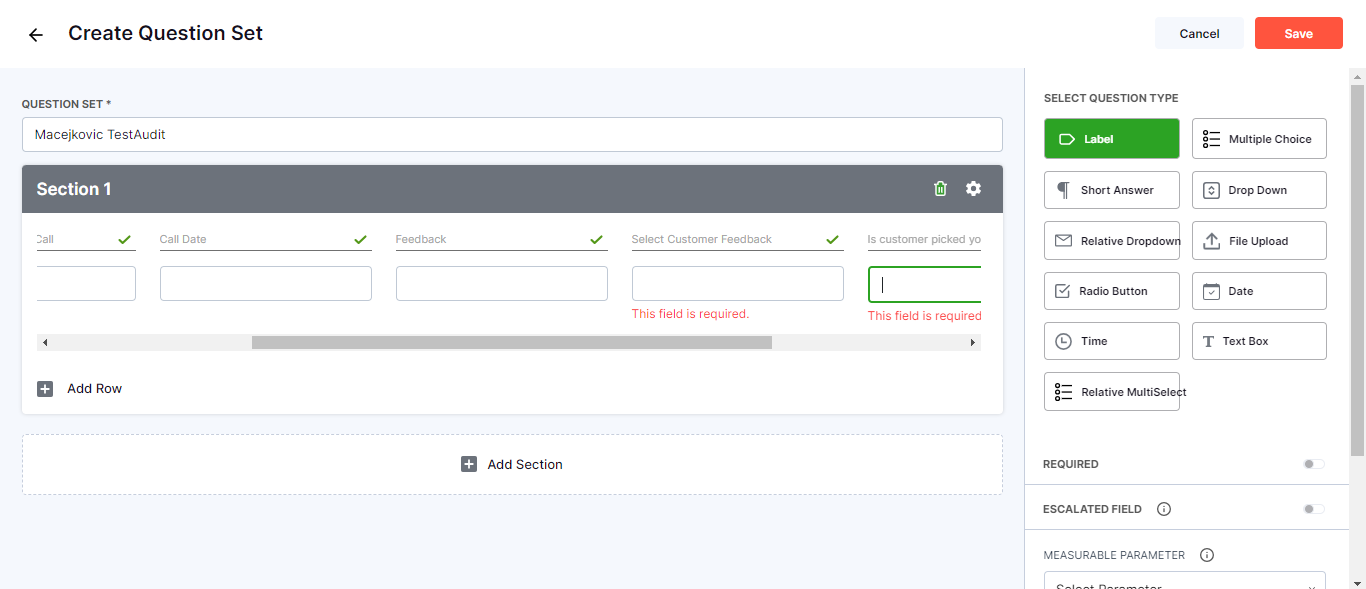 Create Question Set
Cancel
Save
QUESTION SET *
Macejkovic TestAudit
Section 1
Call
Call Date
Feedback
Select Customer Feedback
Is customer picked yo
This field is required.
This field is required
Add Row
Add Section
SELECT QUESTION TYPE
Label
Multiple Choice
Short Answer
Drop Down
Relative Dropdown
File Upload
Radio Button
Date
Time
Text Box
Relative MultiSelect
REQUIRED
ESCALATED FIELD
MEASURABLE PARAMETER
Select Parameter